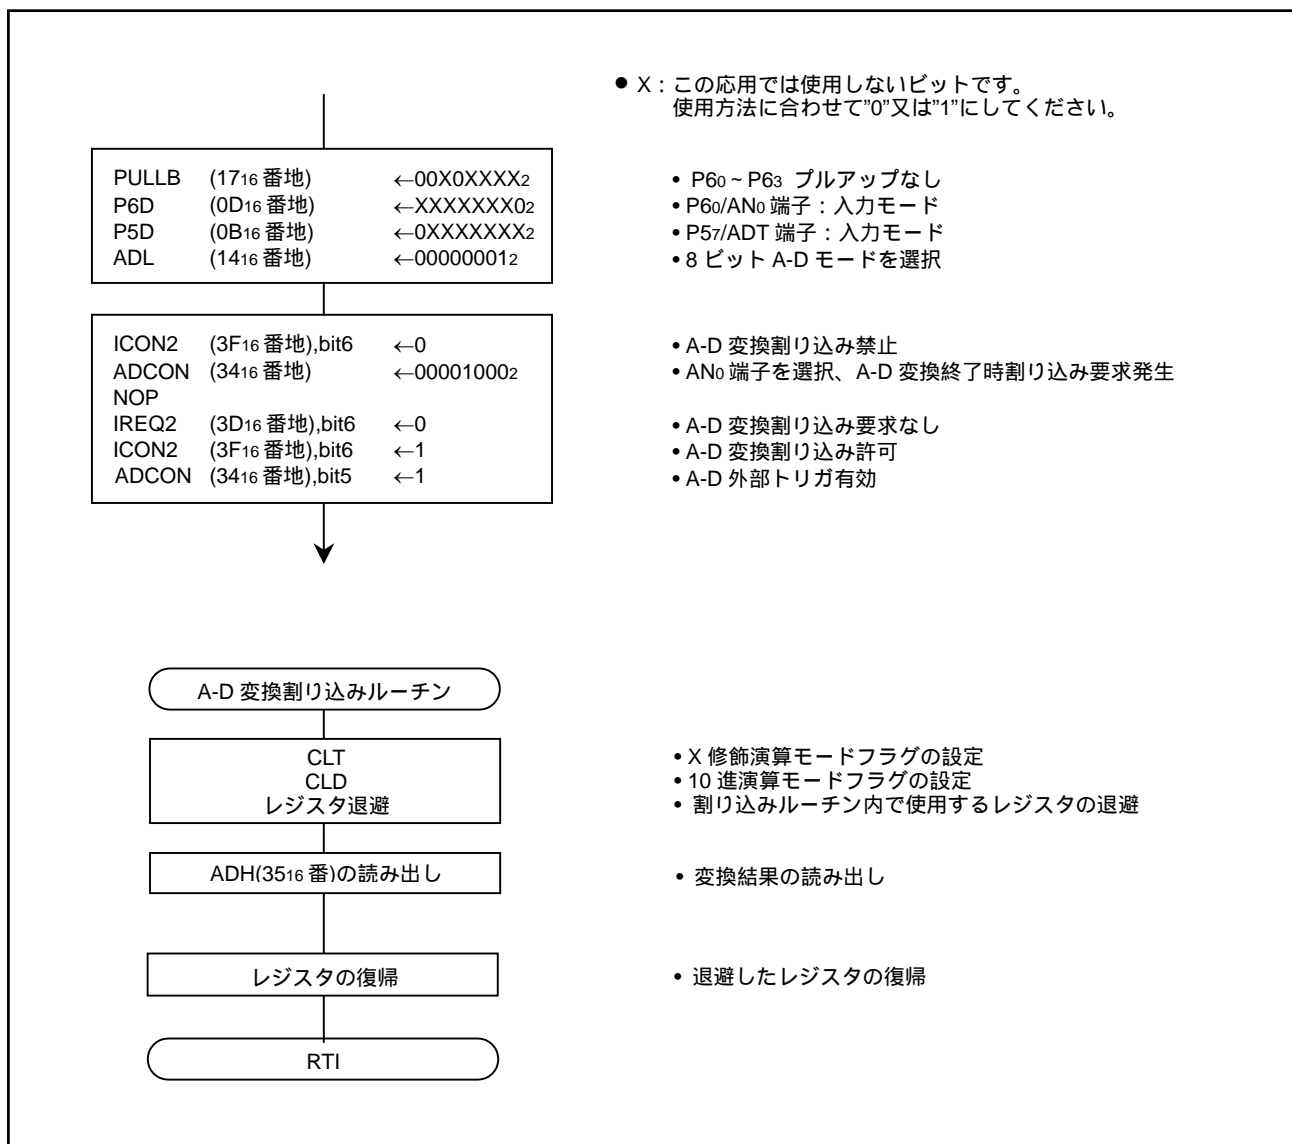 ● X：この応用では使用しないビットです。
使用方法に合わせて"0"又は"1"にしてください。
PULLB (1716 番地) ←00X0XXXX2 • P60 ~ P63 プルアップなし
P6D (0D16 番地) ←XXXXXXX02 • P60/AN0 端子：入力モード
P5D (0B16 番地) ←0XXXXXXX2 • P57/ADT 端子：入力モード
ADL (1416 番地) ←000000012 • 8 ビット A-D モードを選択
ICON2 (3F16 番地),bit6 ←0 • A-D 変換割り込み禁止
ADCON (3416 番地) ←000010002 • AN0 端子を選択、A-D 変換終了時割り込み要求発生
NOP
IREQ2 (3D16 番地),bit6 ←0 • A-D 変換割り込み要求なし
ICON2 (3F16 番地),bit6 ←1 • A-D 変換割り込み許可
ADCON (3416 番地),bit5 ←1 • A-D 外部トリガ有効
A-D 変換割り込みルーチン
CLT • X 修飾演算モードフラグの設定
CLD • 10 進演算モードフラグの設定
レジスタ退避 • 割り込みルーチン内で使用するレジスタの退避
ADH(3516 番)の読み出し • 変換結果の読み出し
レジスタの復帰 • 退避したレジスタの復帰
RTI